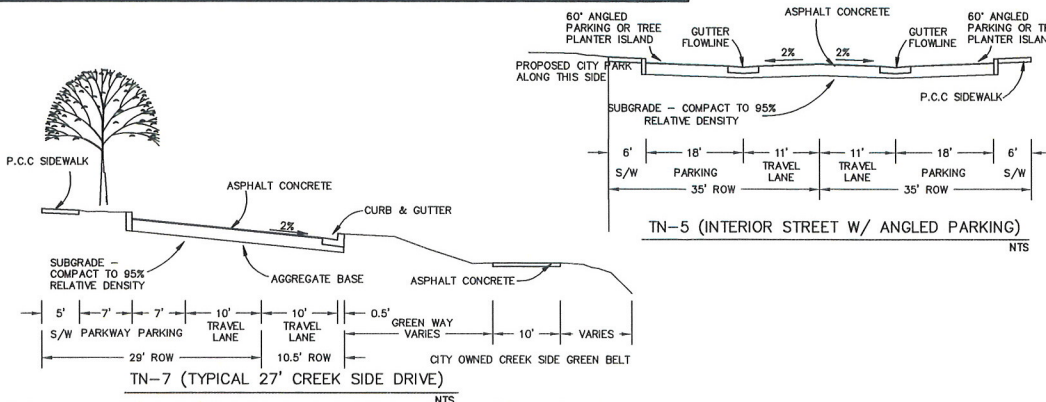 60° ANGLED
PARKING OR TREE
PLANTER ISLAND
GUTTER
FLOWLINE
ASPHALT CONCRETE
2%
2%
GUTTER
FLOWLINE
60° ANGLED
PARKING OR
PLANTER
PROPOSED CITY PARK
ALONG THIS SIDE
P.C.C SIDEWALK
SUBGRADE – COMPACT TO 95%
RELATIVE DENSITY
6'
18'
11'
11'
18'
6'
S/W
PARKING
TRAVEL
LANE
TRAVEL
LANE
PARKING
S/W
35' ROW
35' ROW
TN-5 (INTERIOR STREET W/ ANGLED PARKING)
NTS
P.C.C SIDEWALK
ASPHALT CONCRETE
2%
CURB & GUTTER
SUBGRADE –
COMPACT TO 95%
RELATIVE DENSITY
AGGREGATE BASE
ASPHALT CONCRETE
5'
7'
7'
10'
10'
0.5'
S/W
PARKWAY
PARKING
TRAVEL
LANE
TRAVEL
LANE
GREEN WAY
VARIES
10'
VARIES
29' ROW
10.5' ROW
CITY OWNED CREEK SIDE GREEN BELT
TN-7 (TYPICAL 27' CREEK SIDE DRIVE)
NTS